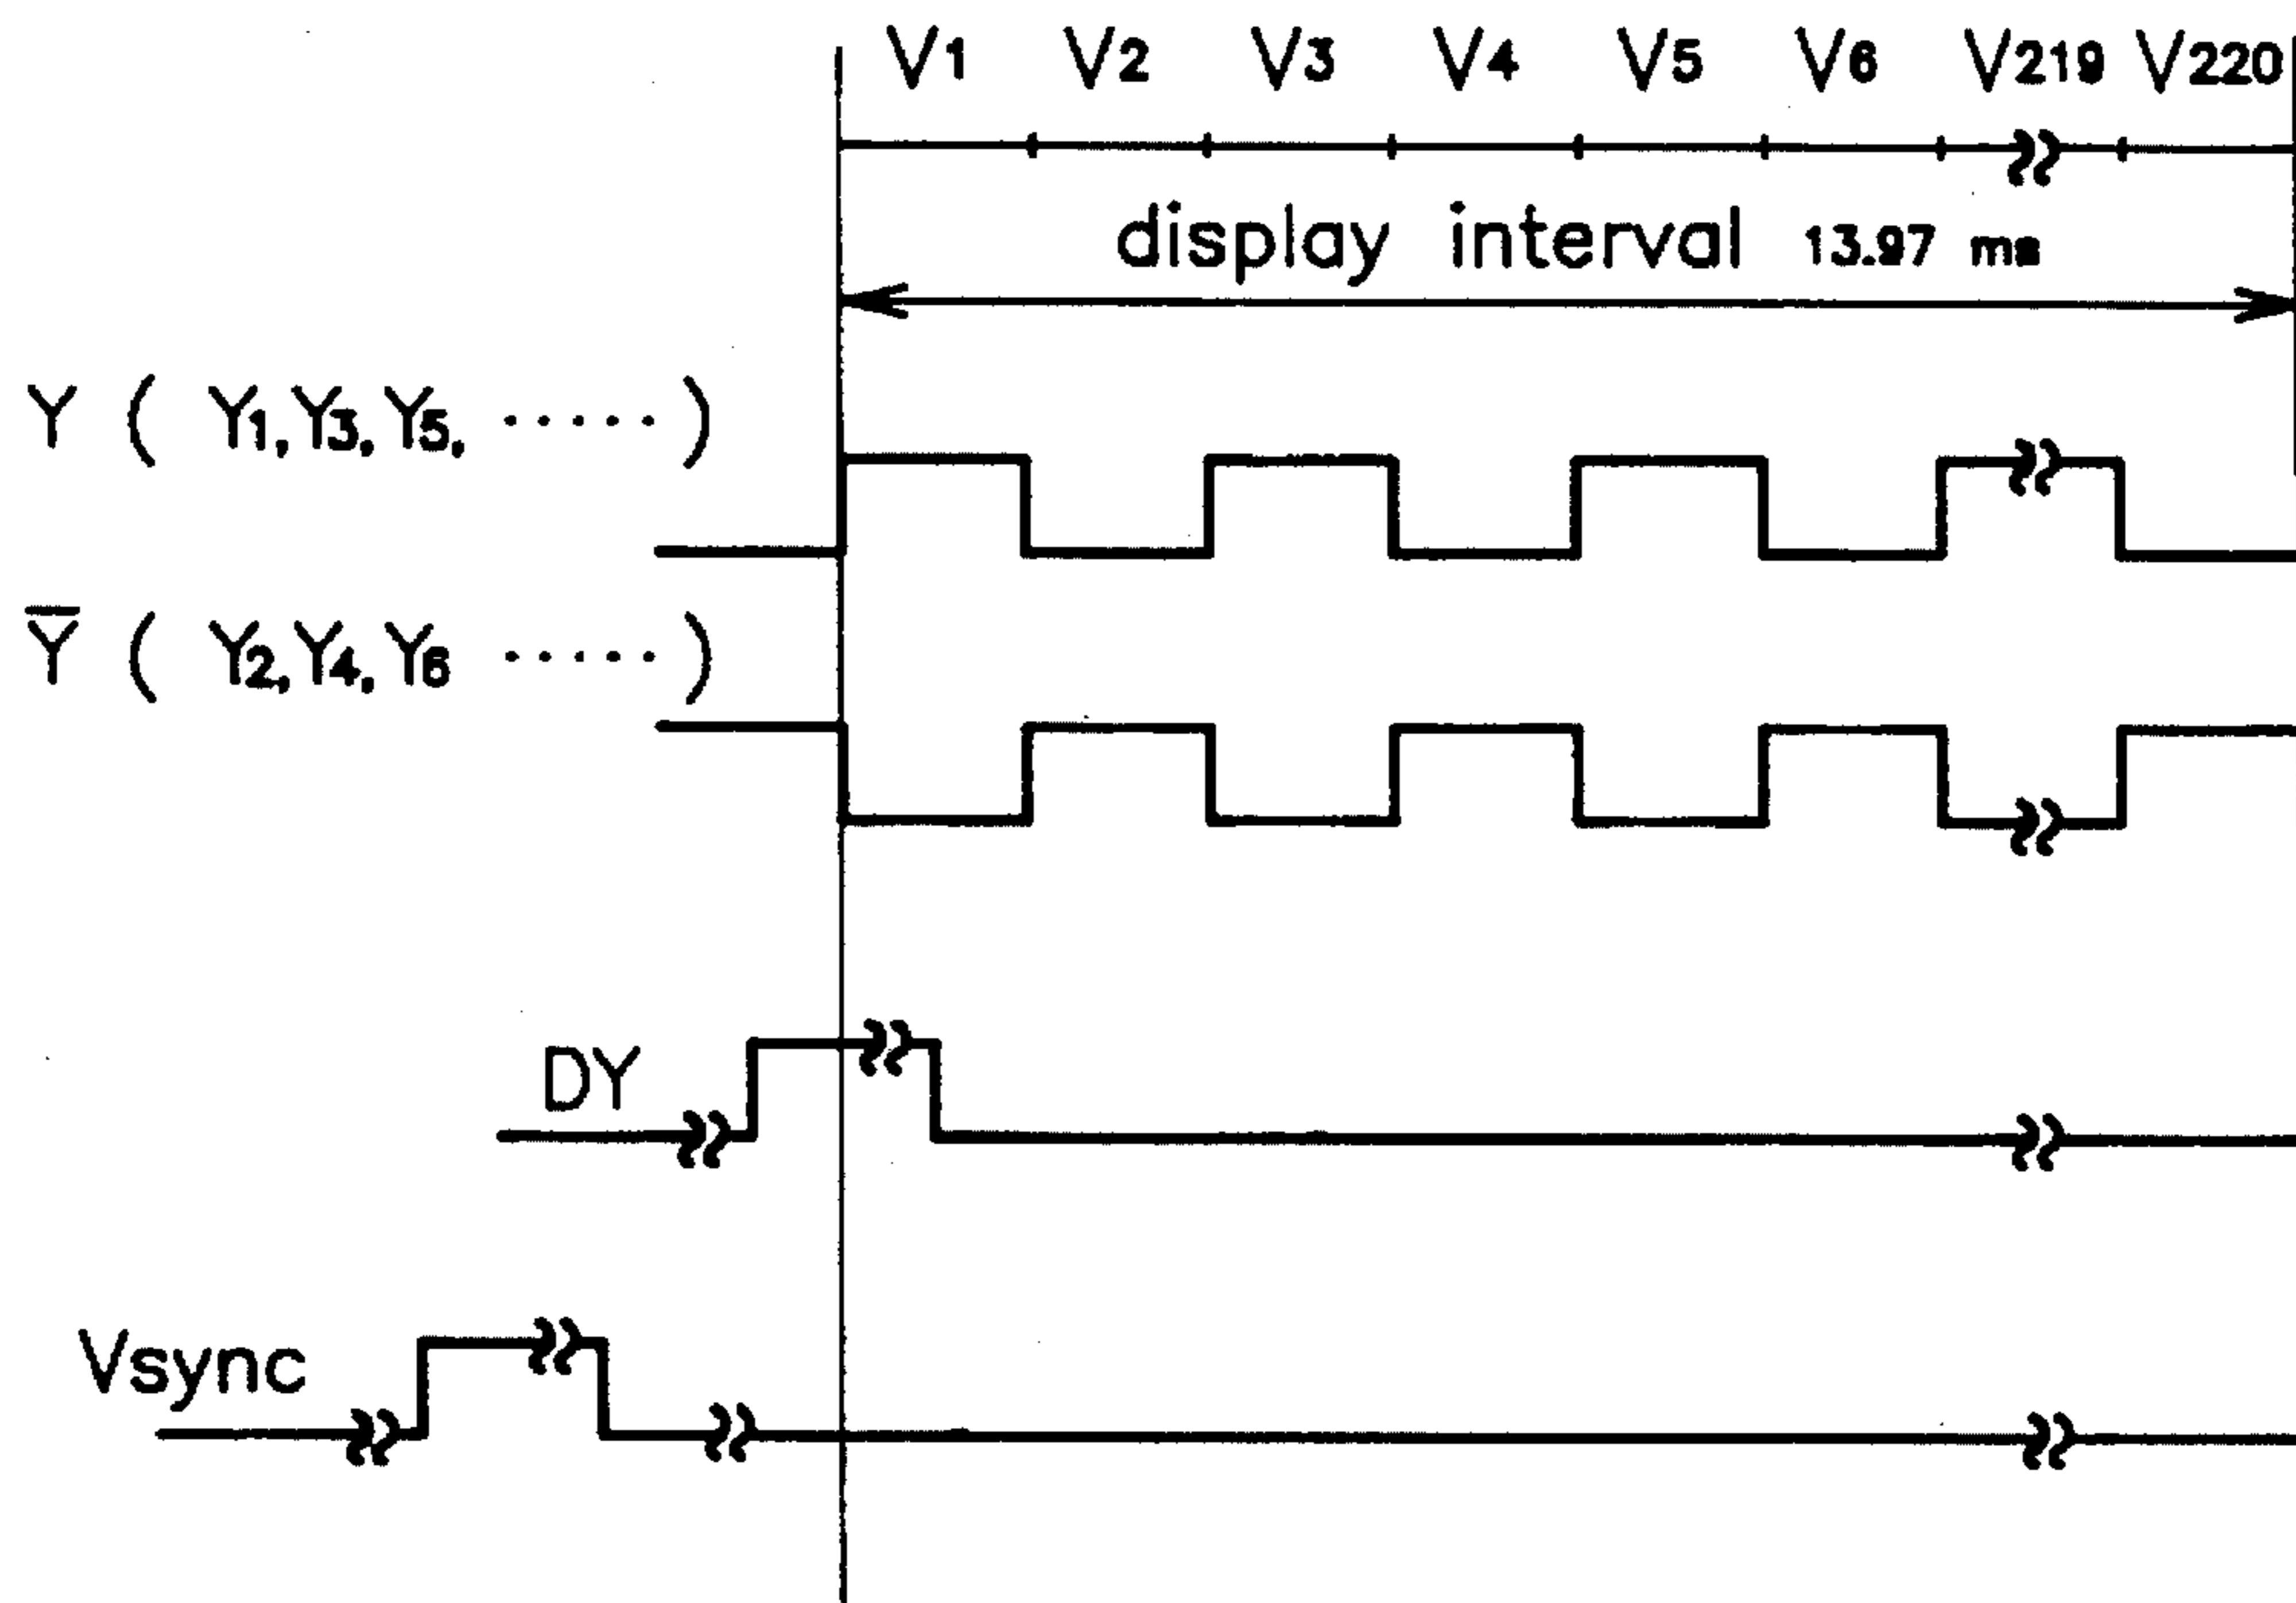 V1 V2 V3 V4 V5 V6 V219 V220
display interval 13.97 ms
Y ( Y1, Y3, Y5, ····· )
Y̅ ( Y2, Y4, Y6 ····· )
DY
Vsync